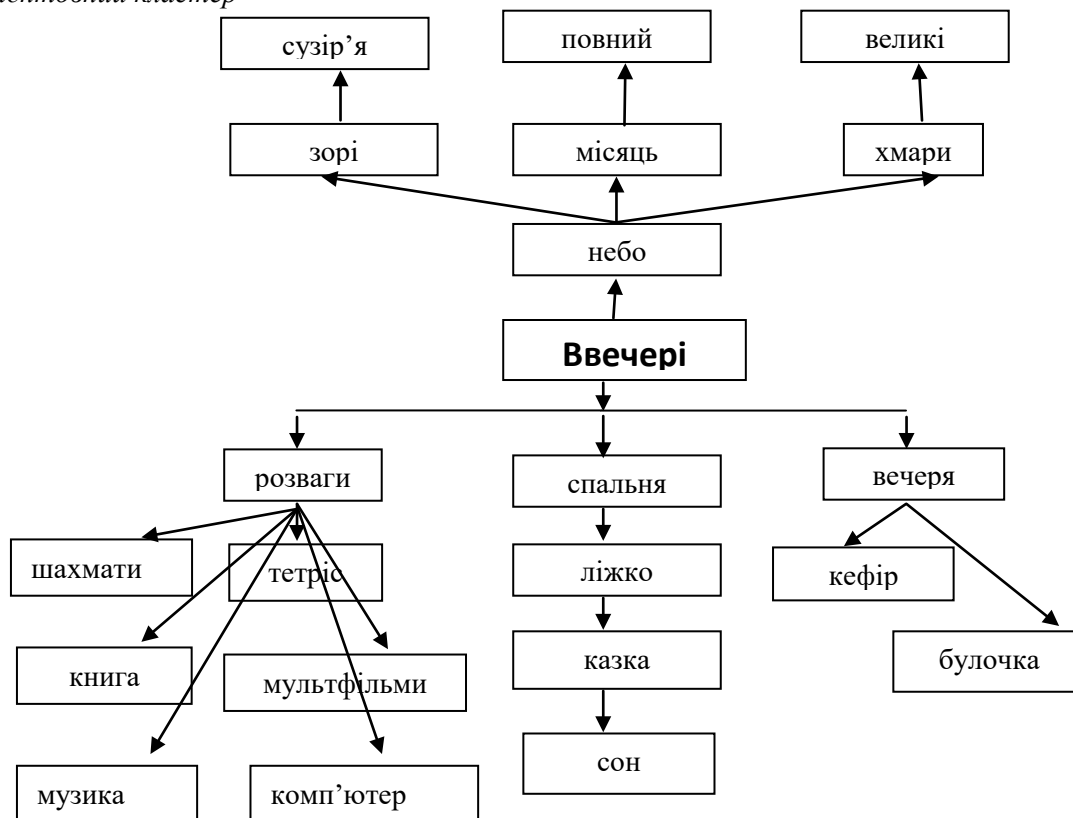 кластер
сузір’я
повний
великі
зорі
місяць
хмари
небо
Ввечері
розваги
спальня
вечеря
шахмати
тетріс
ліжко
кефір
книга
мультфільми
казка
булочка
музика
комп’ютер
сон